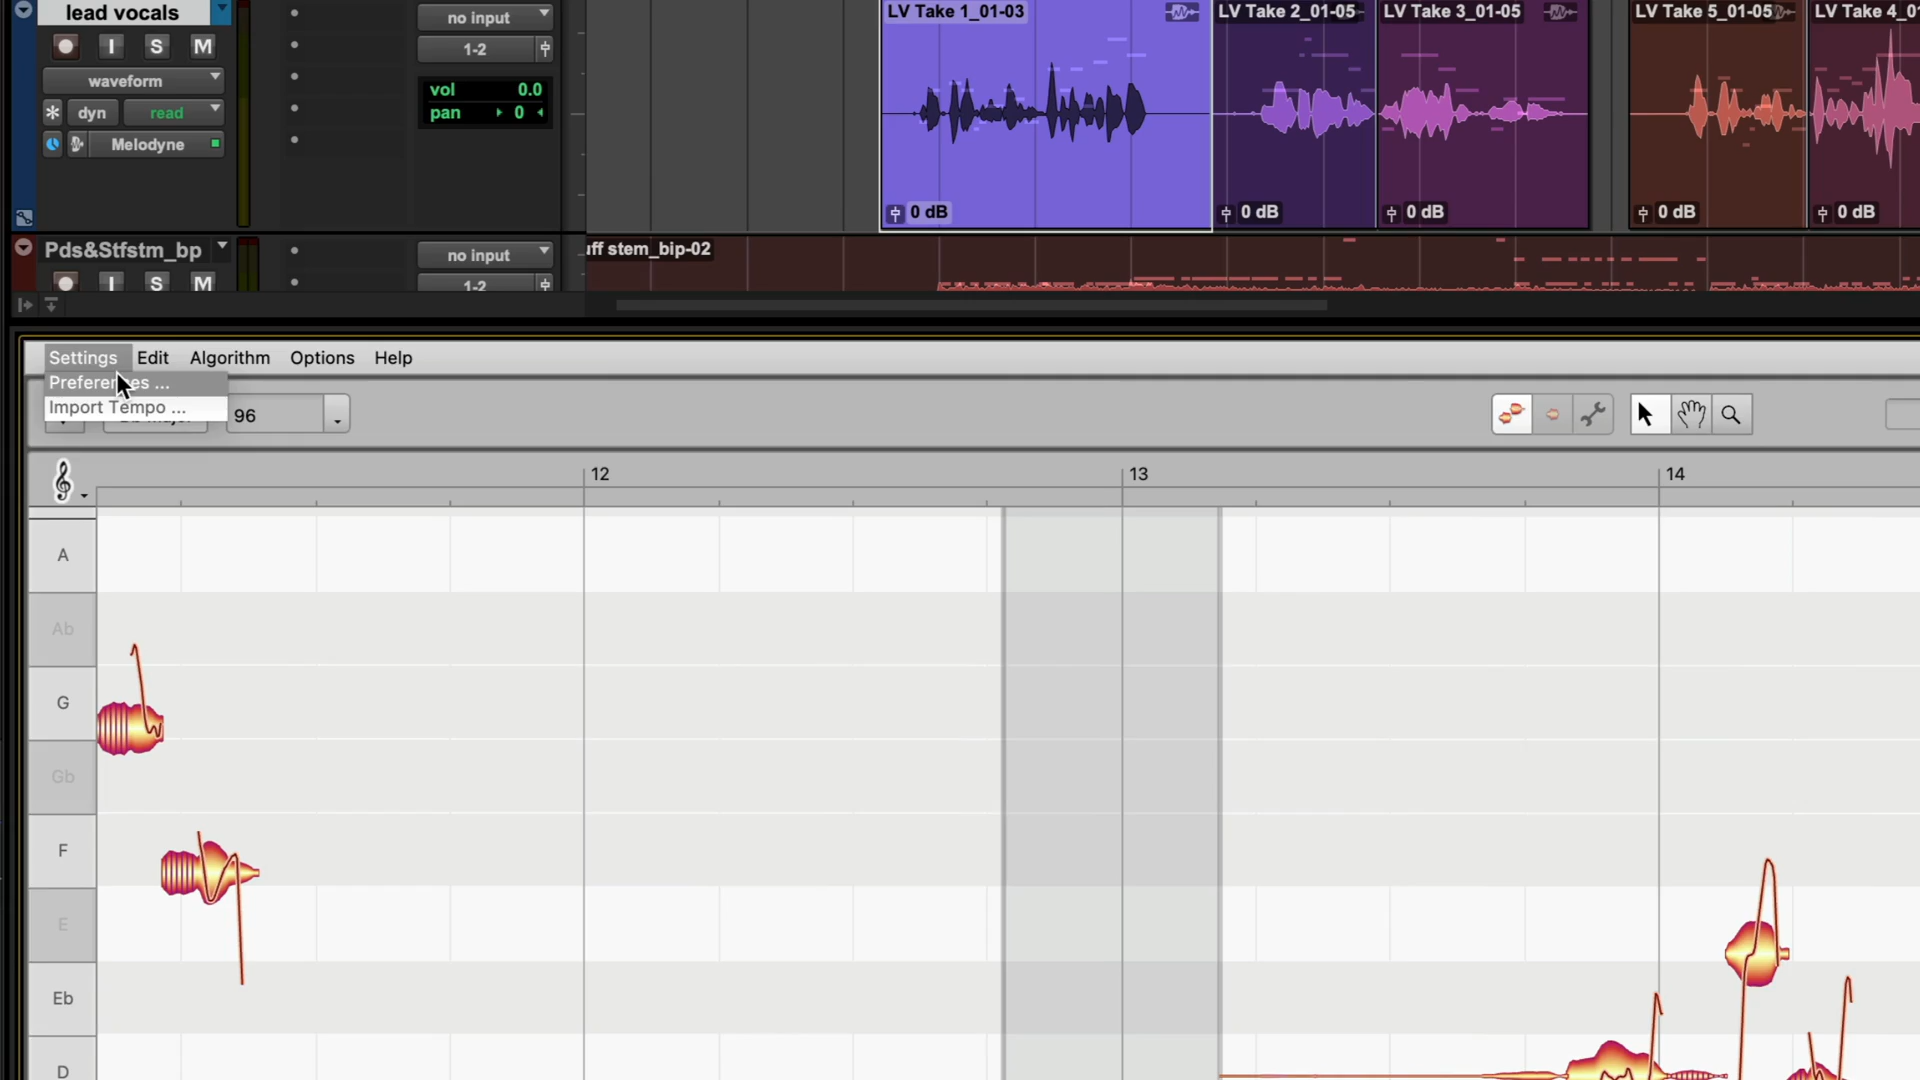 lead vocals
I S M
waveform
dyn read
Melodyne
no input
1-2
vol 0.0
pan 0
LV Take 1_01-03
LV Take 2_01-05
LV Take 3_01-05
LV Take 5_01-05
LV Take 4_0
0 dB
0 dB
0 dB
0 dB
0 dB
Pds&Stfstm_bp
I S M
no input
1-2
uff stem_bip-02
Settings Edit Algorithm Options Help
Preferences ...
Import Tempo ...
96
12 13 14
A
Ab
G
Gb
F
E
Eb
D